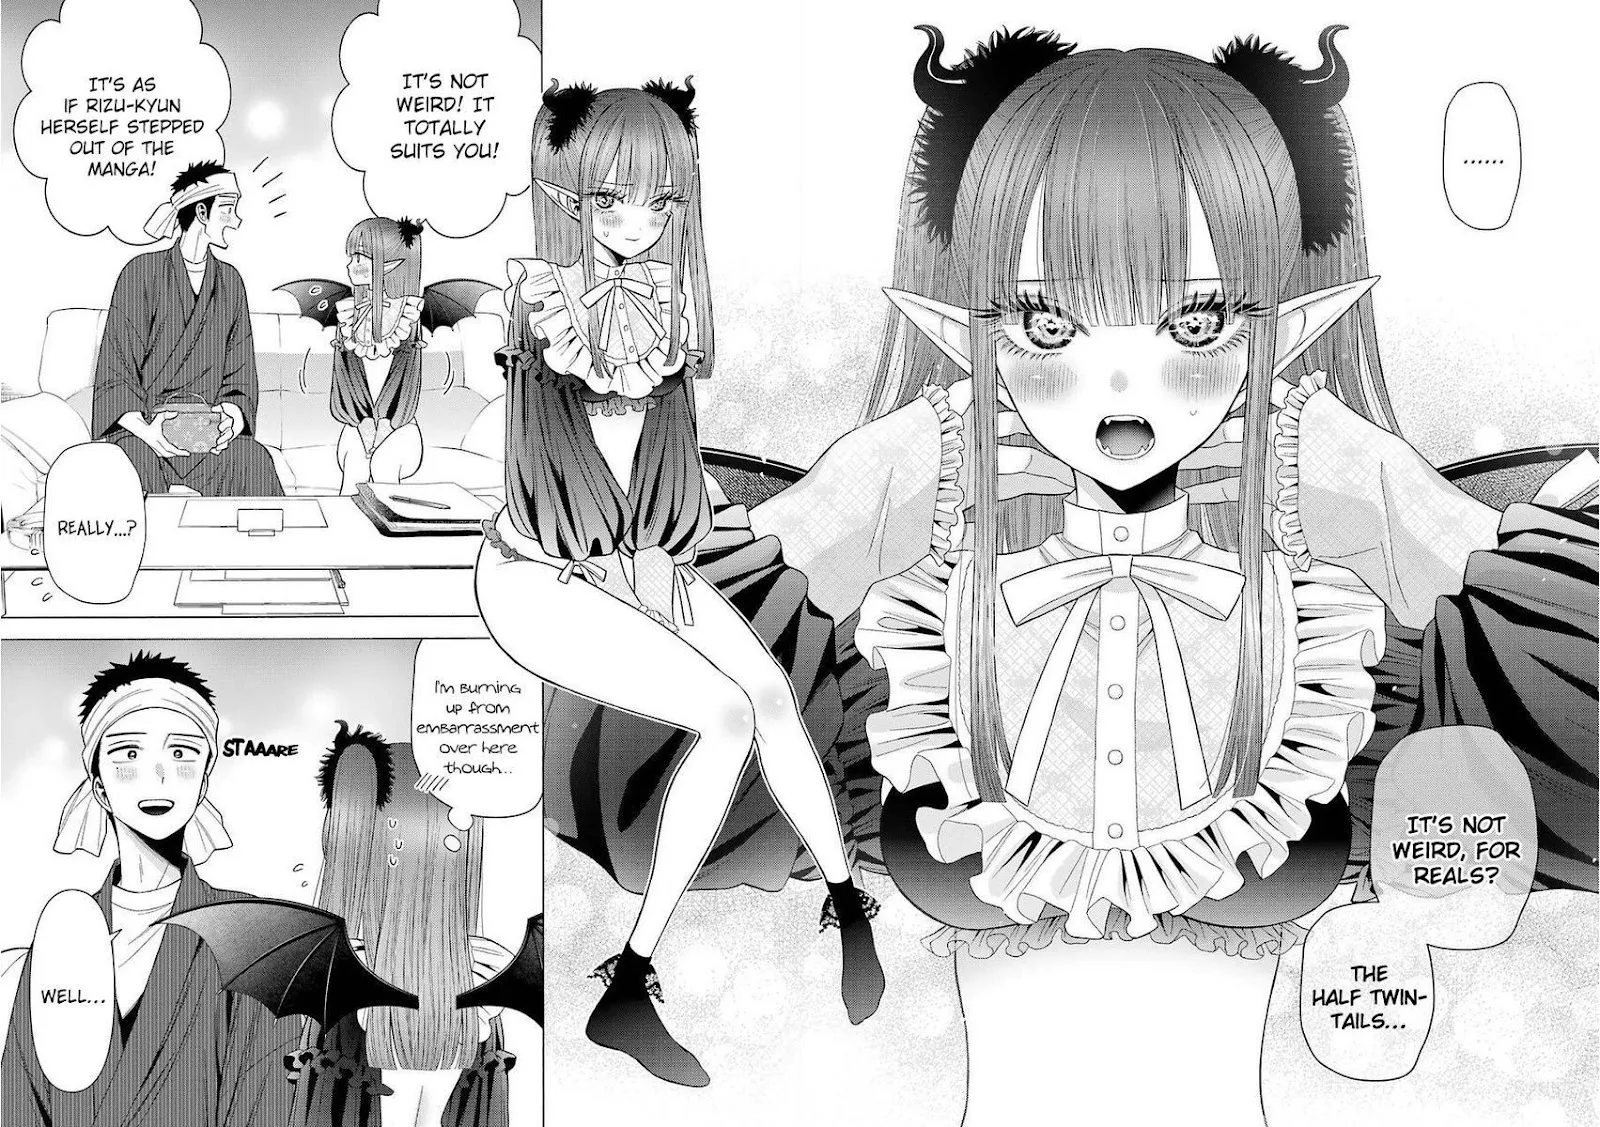 ......
IT'S NOT
WEIRD, FOR
REALS?
THE
HALF TWIN-
TAILS...
IT'S NOT
WEIRD! IT
TOTALLY
SUITS YOU!
IT'S AS
IF RIZU-KYUN
HERSELF STEPPED
OUT OF THE
MANGA!
REALLY...?
I'm burning
up from
embarrassment
over here
though...
STAAARE
WELL...